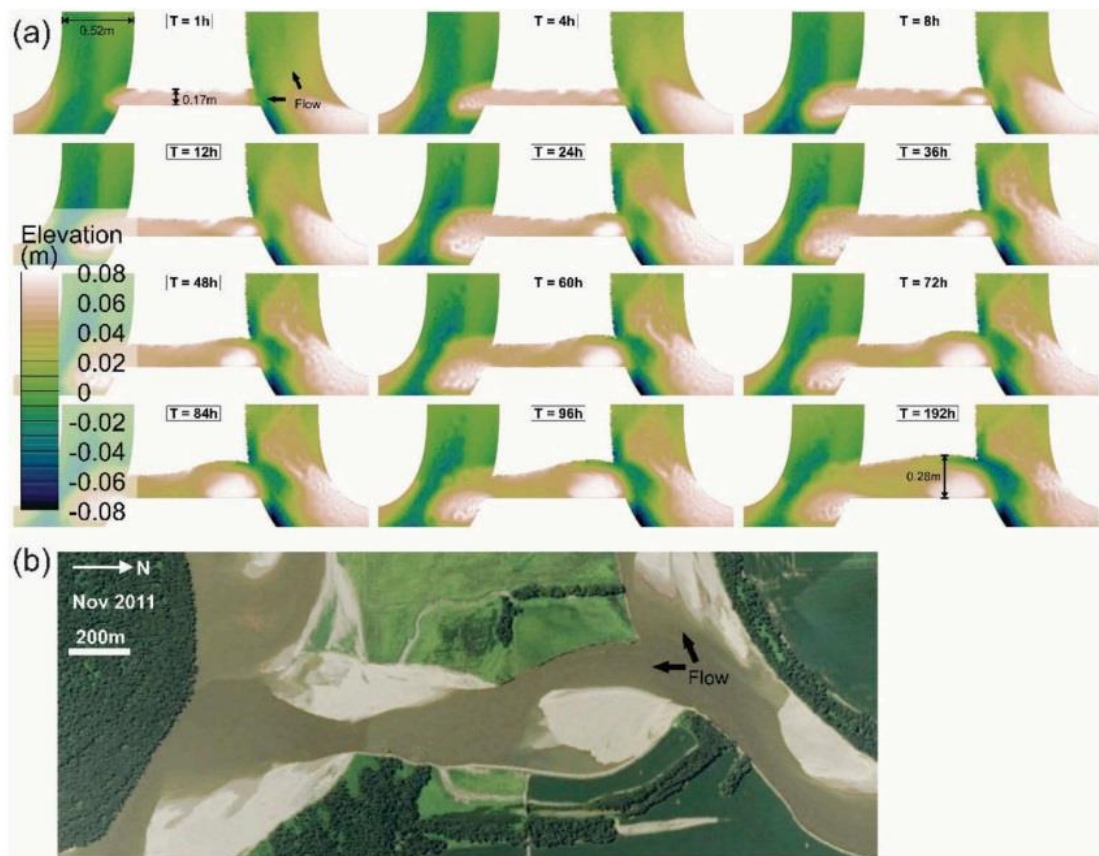 (a)
0.52m
T = 1h
T = 4h
T = 8h
0.17m
Flow
T = 12h
T = 24h
T = 36h
Elevation
(m)
0.08
0.06
0.04
0.02
0
-0.02
-0.04
-0.06
-0.08
T = 48h
T = 60h
T = 72h
T = 84h
T = 96h
T = 192h
0.28m
(b)
N
Nov 2011
200m
Flow